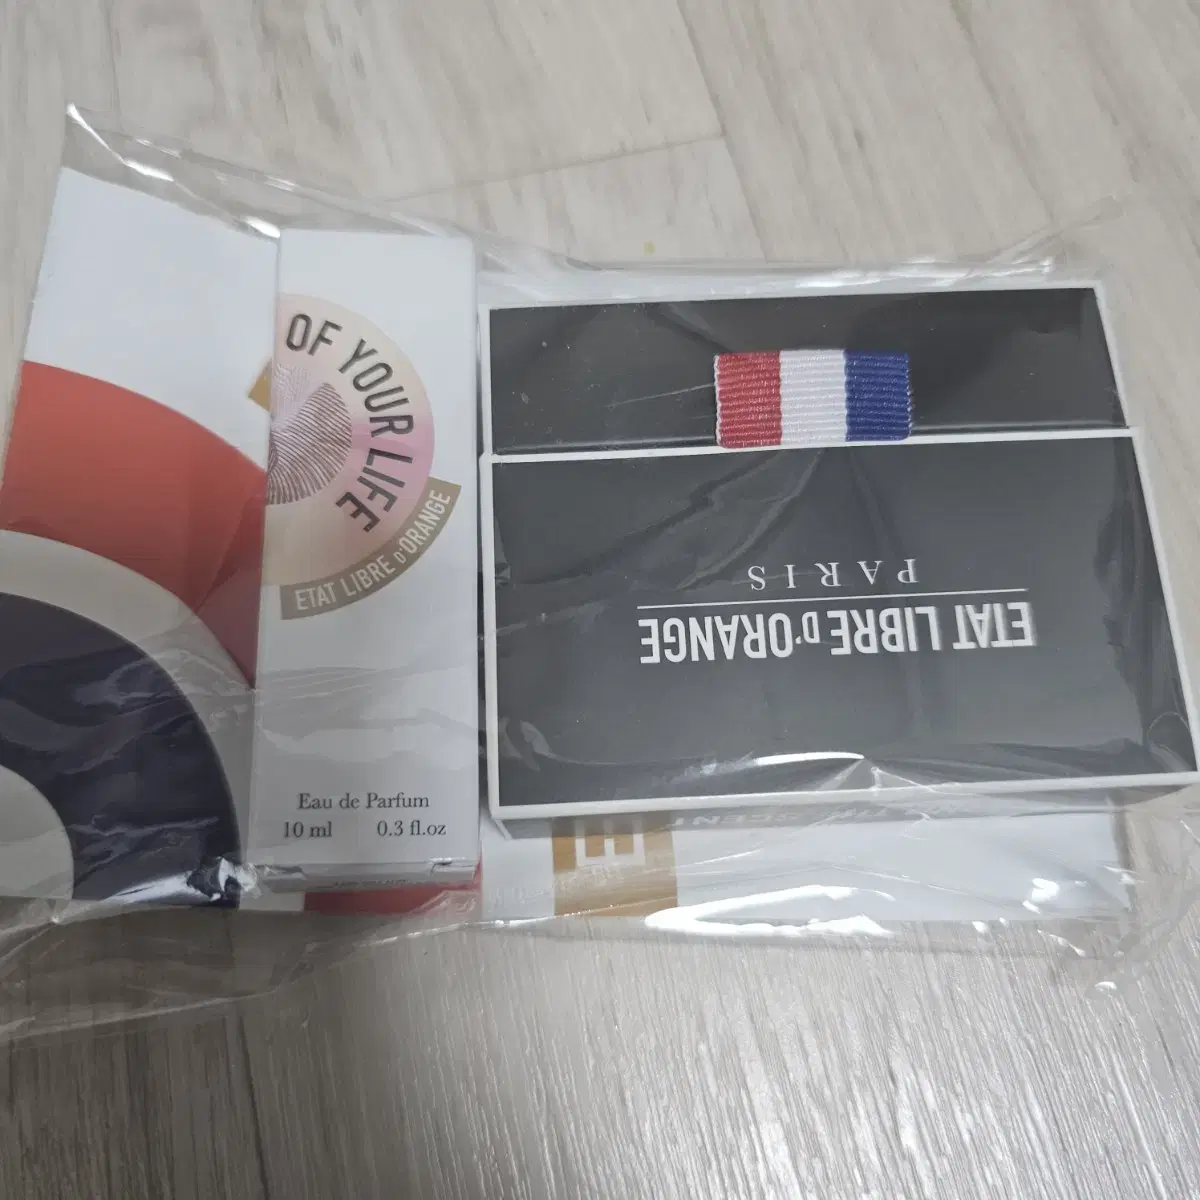 OF YOUR LIFE
ETAT LIBRE D'ORANGE
Eau de Parfum
10 ml 0.3 fl.oz
ETAT LIBRE D'ORANGE
PARIS